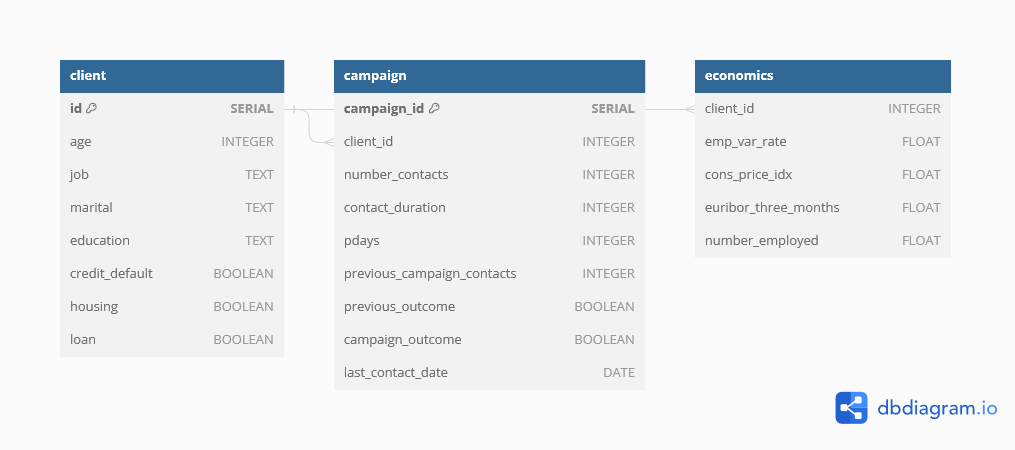 client
id SERIAL
age INTEGER
job TEXT
marital TEXT
education TEXT
credit_default BOOLEAN
housing BOOLEAN
loan BOOLEAN
campaign
campaign_id SERIAL
client_id INTEGER
number_contacts INTEGER
contact_duration INTEGER
pdays INTEGER
previous_campaign_contacts INTEGER
previous_outcome BOOLEAN
campaign_outcome BOOLEAN
last_contact_date DATE
economics
client_id INTEGER
emp_var_rate FLOAT
cons_price_idx FLOAT
euribor_three_months FLOAT
number_employed FLOAT
dbdiagram.io